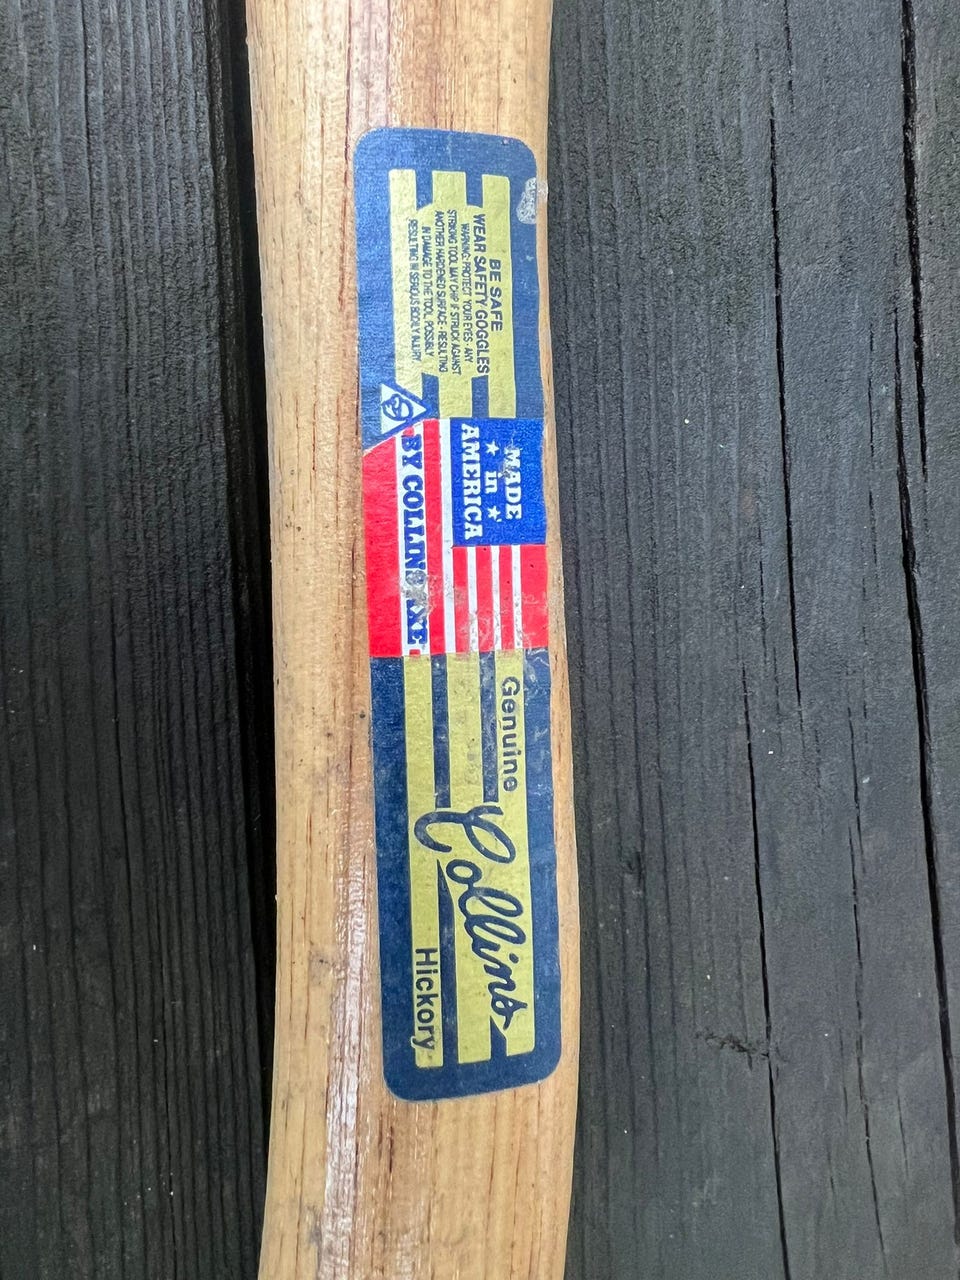 BE SAFE
WEAR SAFETY GOGGLES
WARNING: PROTECT YOUR EYES - ANY
STRIKING TOOL MAY CHIP IF STRUCK AGAINST
ANOTHER HARDENED SURFACE - RESULTING
IN DAMAGE TO THE TOOL, POSSIBLY
RESULTING IN SERIOUS BODILY INJURY.
MADE
in
AMERICA
BY COLLINS AXE
Genuine
Collins
Hickory